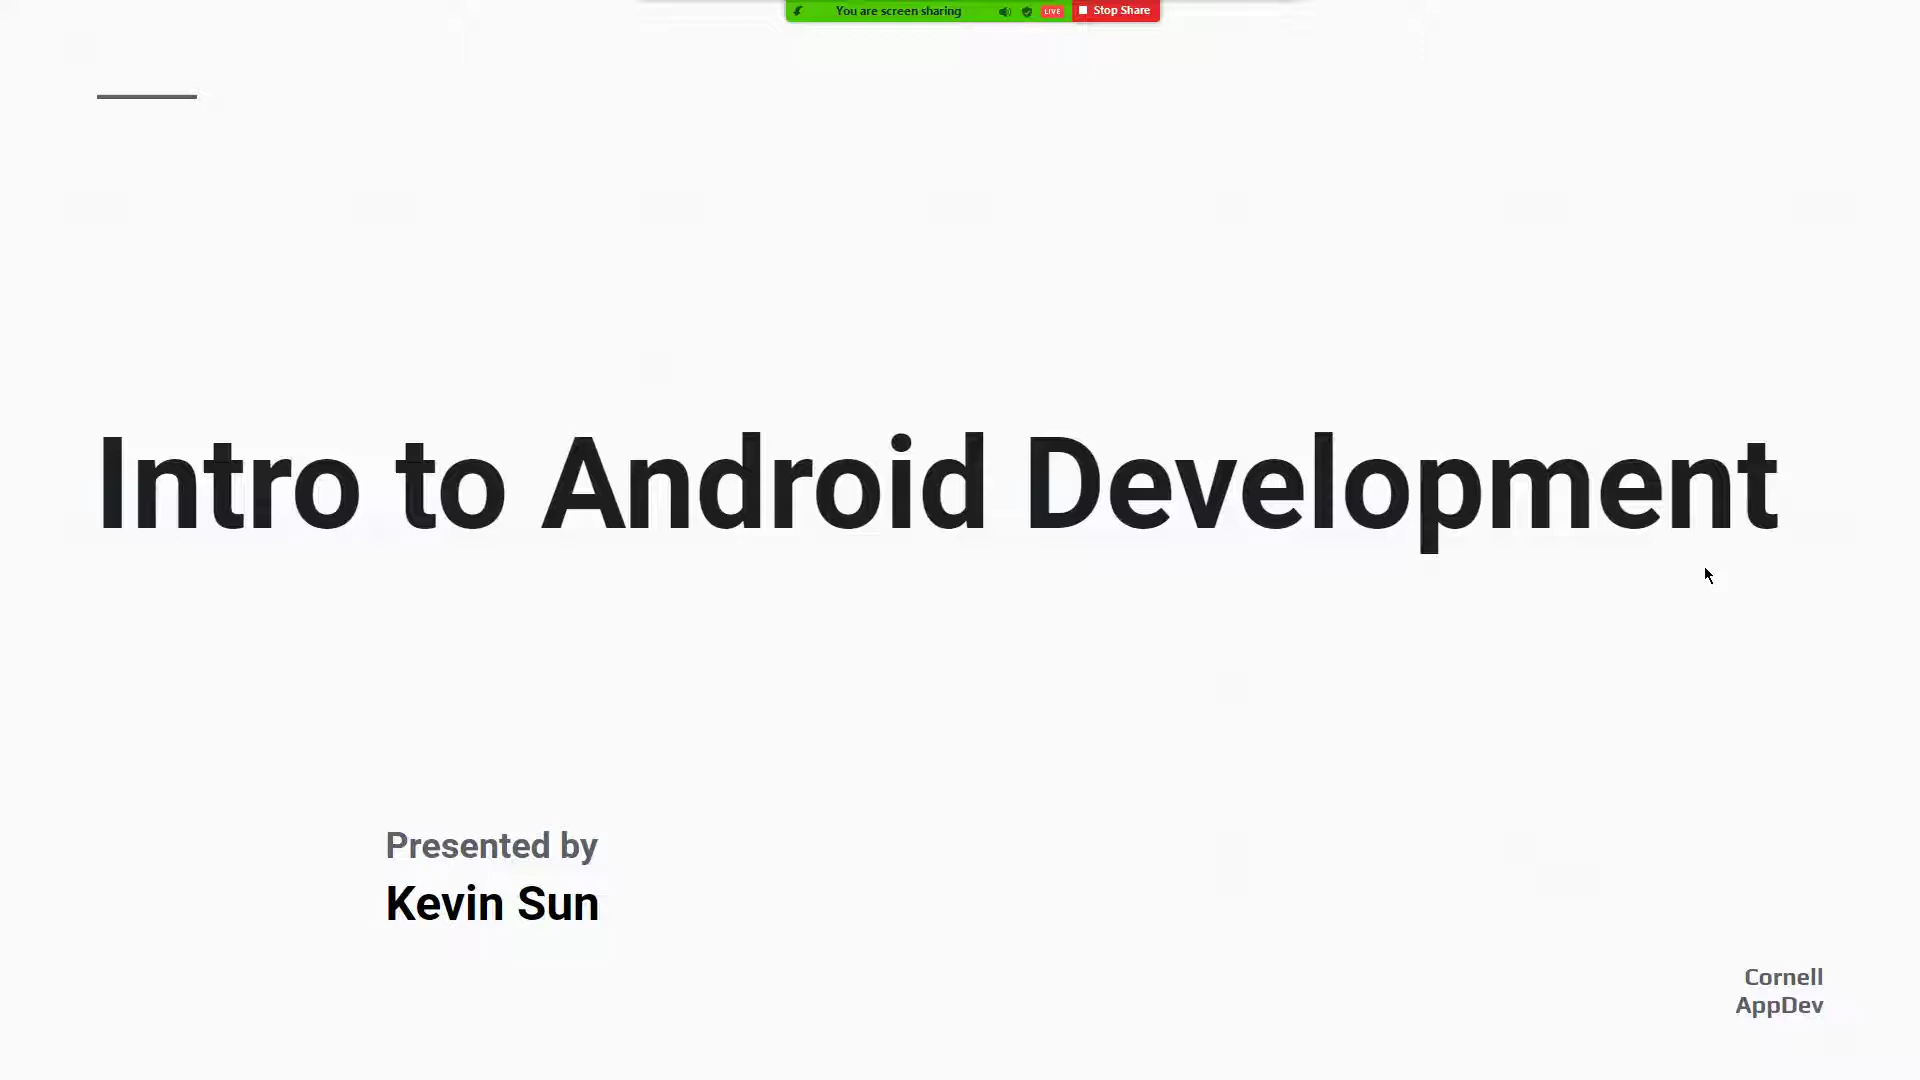 You are screen sharing LIVE Stop Share
Intro to Android Development
Presented by
Kevin Sun
Cornell
AppDev